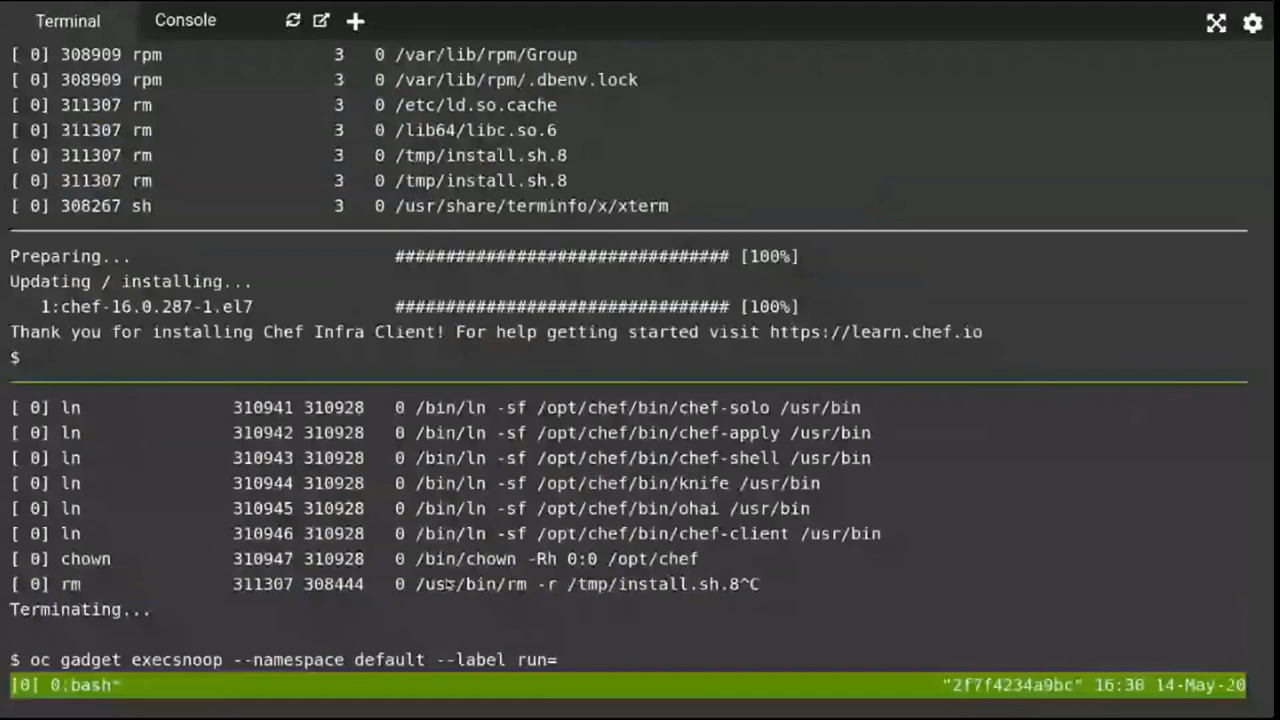 Terminal Console
[ 0] 308909 rpm 3 0 /var/lib/rpm/Group
[ 0] 308909 rpm 3 0 /var/lib/rpm/.dbenv.lock
[ 0] 311307 rm 3 0 /etc/ld.so.cache
[ 0] 311307 rm 3 0 /lib64/libc.so.6
[ 0] 311307 rm 3 0 /tmp/install.sh.8
[ 0] 311307 rm 3 0 /tmp/install.sh.8
[ 0] 308267 sh 3 0 /usr/share/terminfo/x/xterm
Preparing... ################################# [100%]
Updating / installing...
1:chef-16.0.287-1.el7 ################################# [100%]
Thank you for installing Chef Infra Client! For help getting started visit https://learn.chef.io
$
[ 0] ln 310941 310928 0 /bin/ln -sf /opt/chef/bin/chef-solo /usr/bin
[ 0] ln 310942 310928 0 /bin/ln -sf /opt/chef/bin/chef-apply /usr/bin
[ 0] ln 310943 310928 0 /bin/ln -sf /opt/chef/bin/chef-shell /usr/bin
[ 0] ln 310944 310928 0 /bin/ln -sf /opt/chef/bin/knife /usr/bin
[ 0] ln 310945 310928 0 /bin/ln -sf /opt/chef/bin/ohai /usr/bin
[ 0] ln 310946 310928 0 /bin/ln -sf /opt/chef/bin/chef-client /usr/bin
[ 0] chown 310947 310928 0 /bin/chown -Rh 0:0 /opt/chef
[ 0] rm 311307 308444 0 /usr/bin/rm -r /tmp/install.sh.8^C
Terminating...
$ oc gadget execsnoop --namespace default --label run=
[0] 0:bash* "2f7f4234a9bc" 16:30 14-May-20